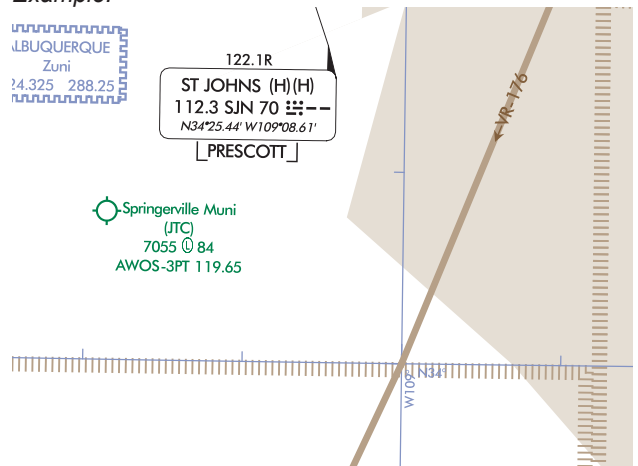 Example:
ALBUQUERQUE
Zuni
24.325 288.25
122.1R
ST JOHNS (H)(H)
112.3 SJN 70
N34°25.44' W109°08.61'
PRESCOTT
VR-176
Springerville Muni
(JTC)
7055 Ⓛ 84
AWOS-3PT 119.65
N34°
W109°